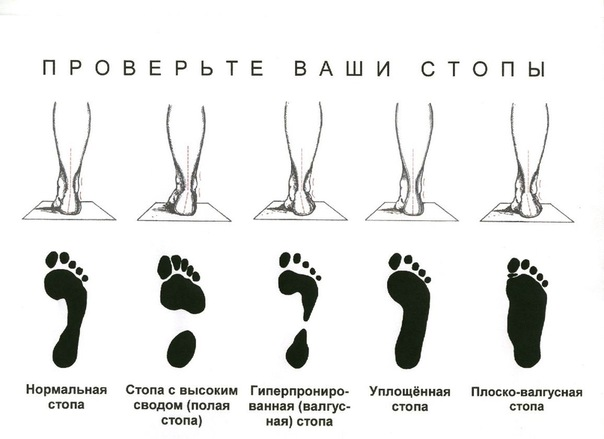 ПРОВЕРЬТЕ ВАШИ СТОПЫ
Нормальная
стопа
Стопа с высоким
сводом (полая
стопа)
Гиперпрониро-
ванная (валгус-
ная) стопа
Уплощённая
стопа
Плоско-валгусная
стопа